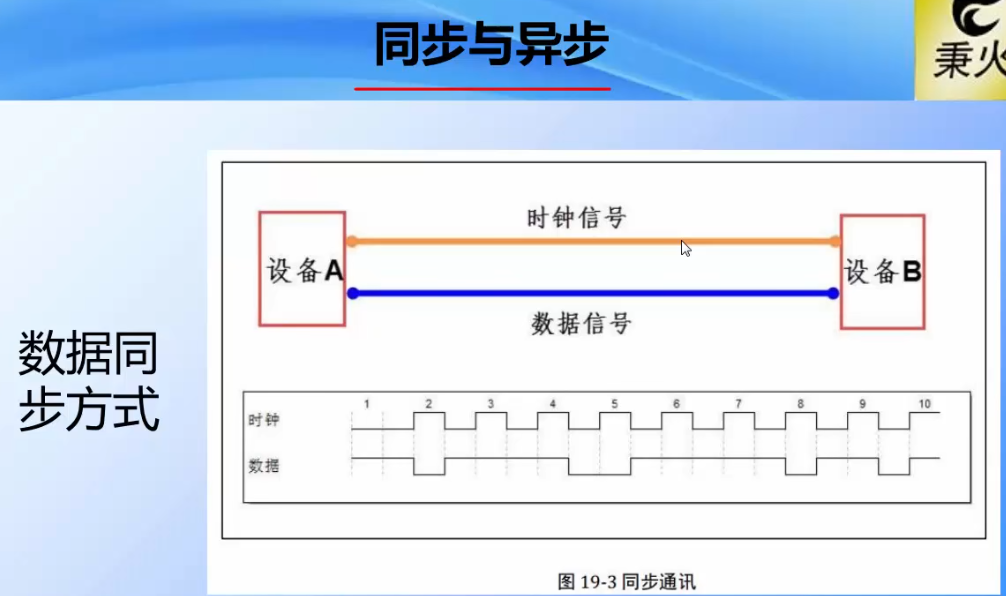 同步与异步
秉火
时钟信号
设备A
设备B
数据信号
数据同
步方式
1 2 3 4 5 6 7 8 9 10
时钟
数据
图 19-3 同步通讯